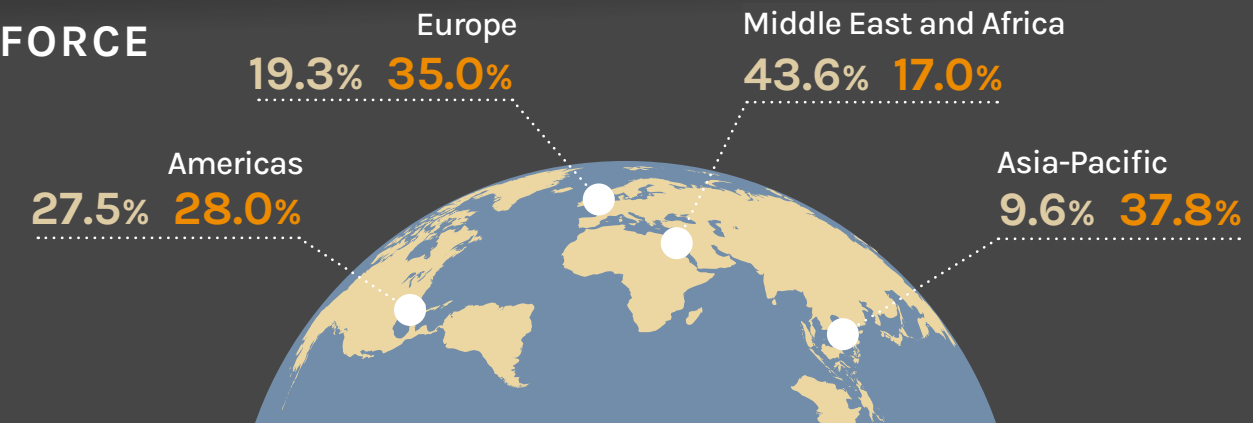 FORCE
Europe
19.3% 35.0%
Middle East and Africa
43.6% 17.0%
Americas
27.5% 28.0%
Asia-Pacific
9.6% 37.8%